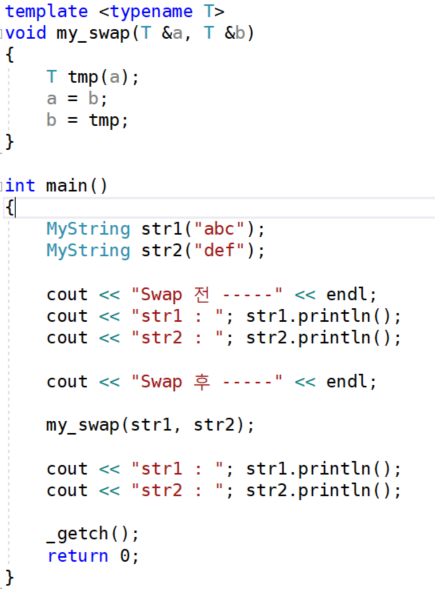 template <typename T>
void my_swap(T &a, T &b)
{
    T tmp(a);
    a = b;
    b = tmp;
}

int main()
{
    MyString str1("abc");
    MyString str2("def");

    cout << "Swap 전 -----" << endl;
    cout << "str1 : "; str1.println();
    cout << "str2 : "; str2.println();

    cout << "Swap 후 -----" << endl;

    my_swap(str1, str2);

    cout << "str1 : "; str1.println();
    cout << "str2 : "; str2.println();

    _getch();
    return 0;
}